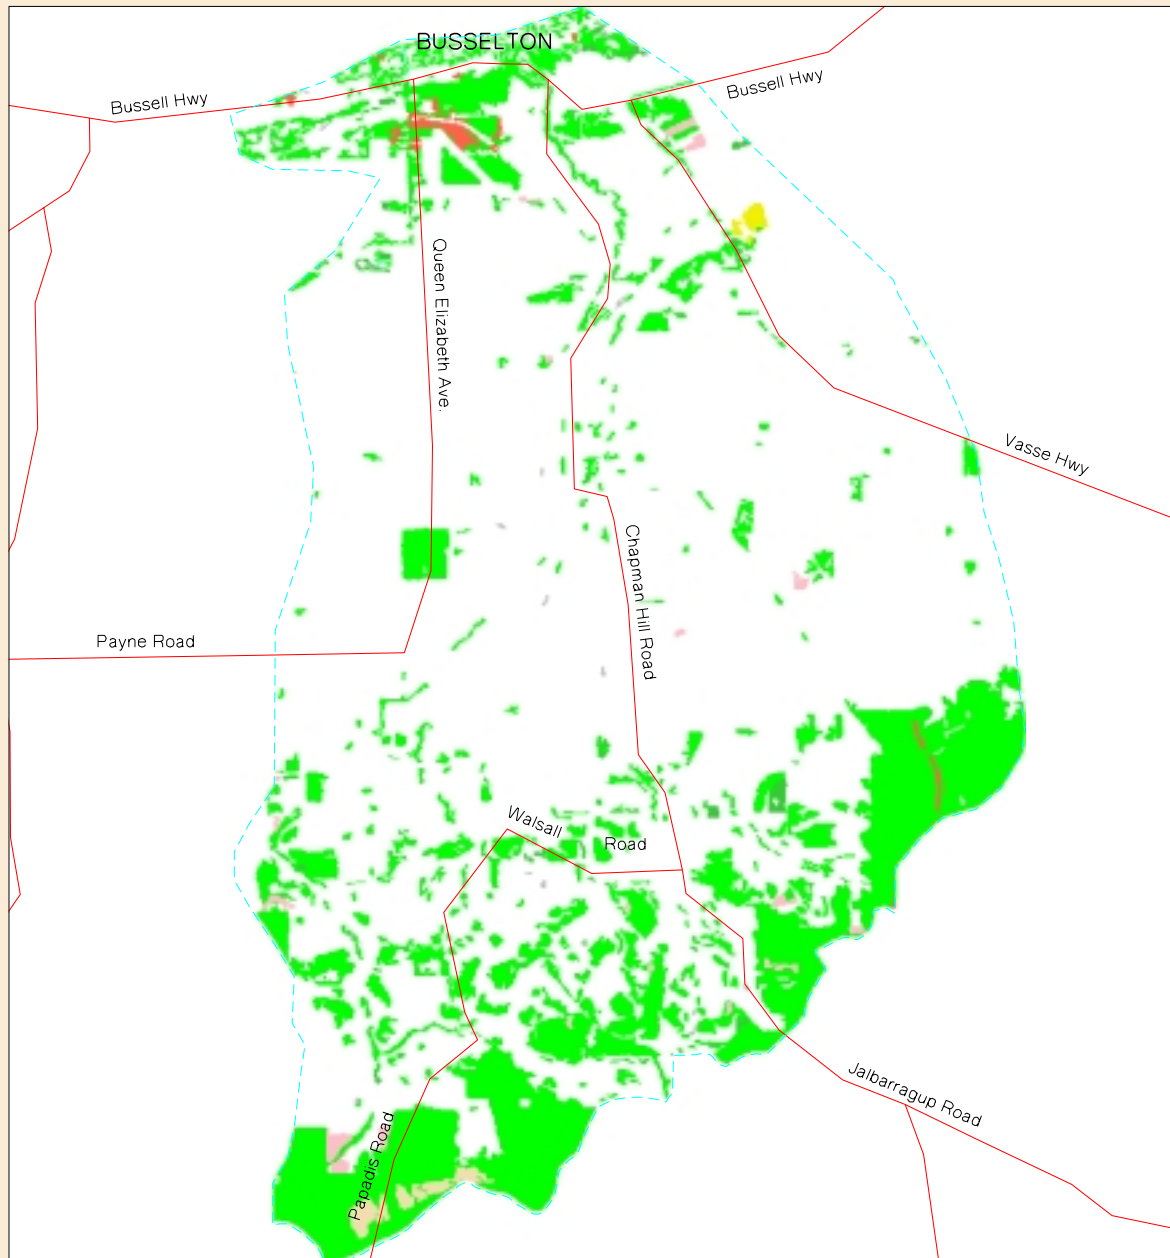 BUSSELTON
Bussell Hwy
Bussell Hwy
Queen Elizabeth Ave.
Vasse Hwy
Chapman Hill Road
Payne Road
Walsall
Road
Jalbarragup Road
Papadis Road